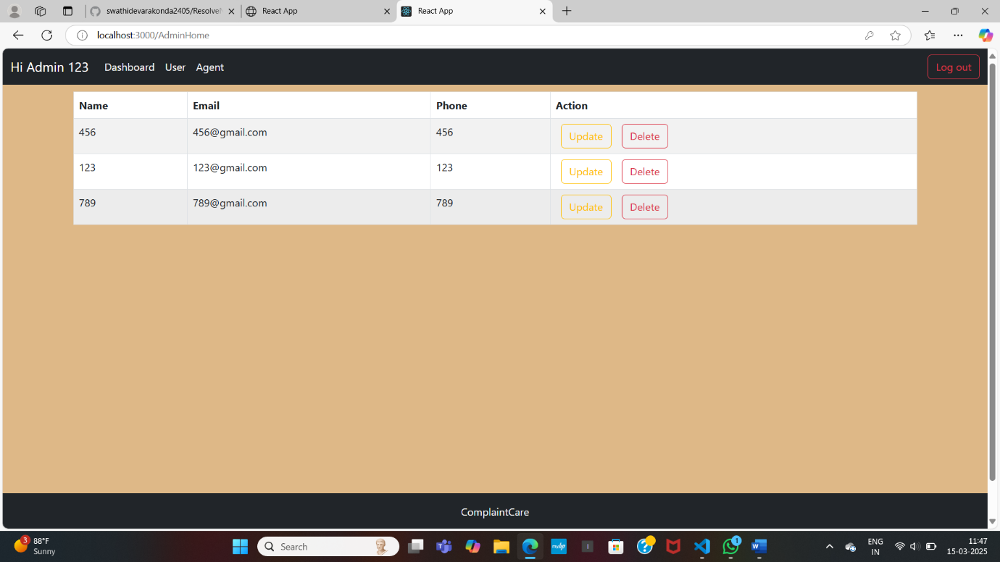 swathidevarakonda2405/Resolve
React App
React App
localhost:3000/AdminHome
Hi Admin 123 Dashboard User Agent Log out
Name Email Phone Action
456 456@gmail.com 456 Update Delete
123 123@gmail.com 123 Update Delete
789 789@gmail.com 789 Update Delete
ComplaintCare
3 88°F
Sunny
Search
myhp
1
W
ENG
IN
11:47
15-03-2025